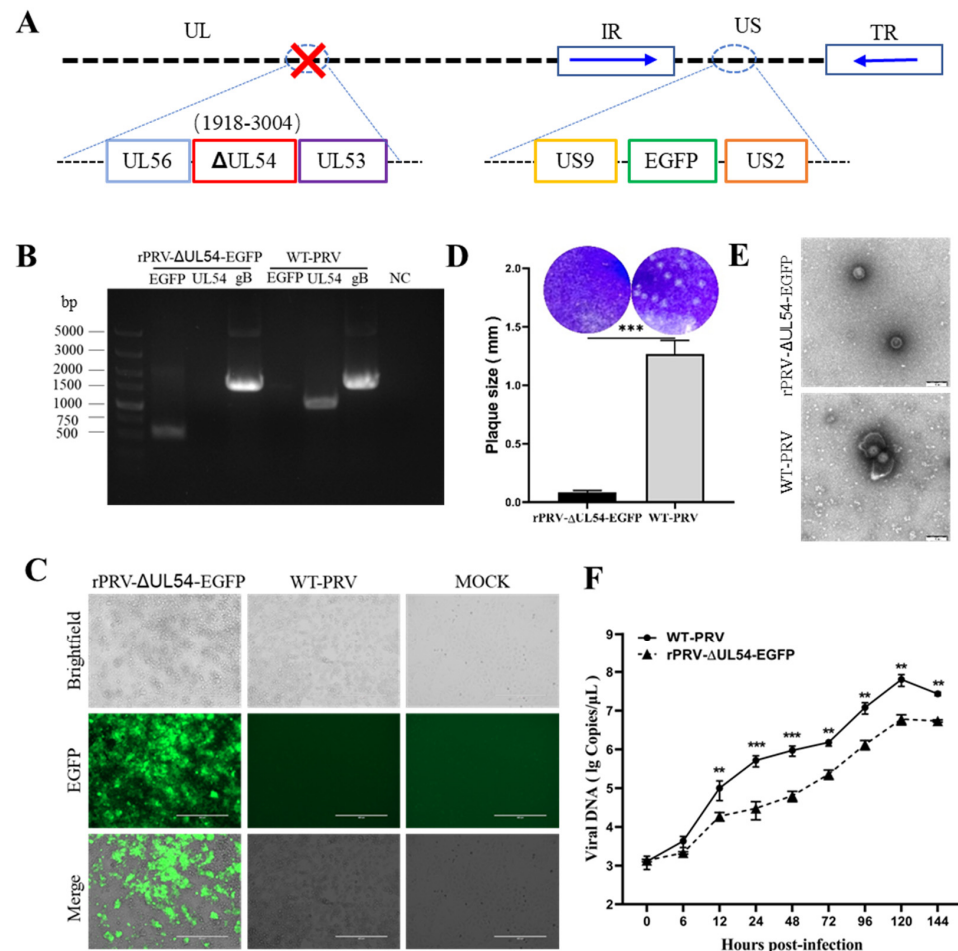 A
UL
IR
US
TR
(1918-3004)
UL56
ΔUL54
UL53
US9
EGFP
US2
B
rPRV-ΔUL54-EGFP
WT-PRV
EGFP UL54 gB EGFP UL54 gB NC
bp
5000
3000
2000
1500
1000
750
500
D
Plaque size ( mm )
2.0
1.5
1.0
0.5
0.0
***
rPRV-ΔUL54-EGFP WT-PRV
E
rPRV-ΔUL54-EGFP
WT-PRV
C
rPRV-ΔUL54-EGFP WT-PRV MOCK
Brightfield
EGFP
Merge
F
WT-PRV
rPRV-ΔUL54-EGFP
Viral DNA ( lg Copies/μL )
9
8
7
6
5
4
3
2
** *** *** ** ** ** **
0 6 12 24 48 72 96 120 144
Hours post-infection